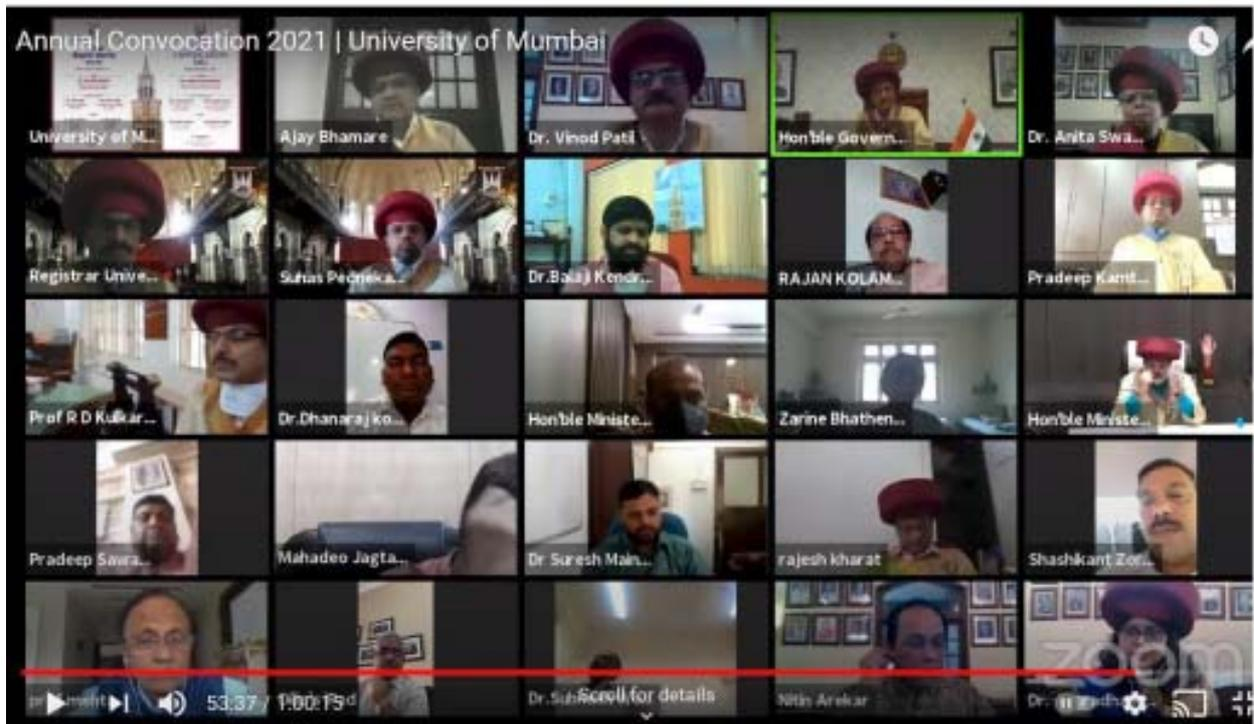 Annual Convocation 2021 | University of Mumbai
University of M...
Ajay Bhamare
Dr. Vinod Patil
Hon'ble Govern...
Dr. Anita Swa...
Registrar Unive...
Suhas Pedneka...
Dr.Balaji Kendr...
RAJAN KOLAM...
Pradeep Kamt...
Prof R D Kulkar...
Dr.Dhanaraj ko...
Hon'ble Ministe...
Zarine Bhathen...
Hon'ble Ministe...
Pradeep Sawa...
Mahadeo Jagta...
Dr Suresh Main...
rajesh kharat
Shashikant Zor...
zoom
Nitin Arekar
53:37 / 1:00:15
Scroll for details